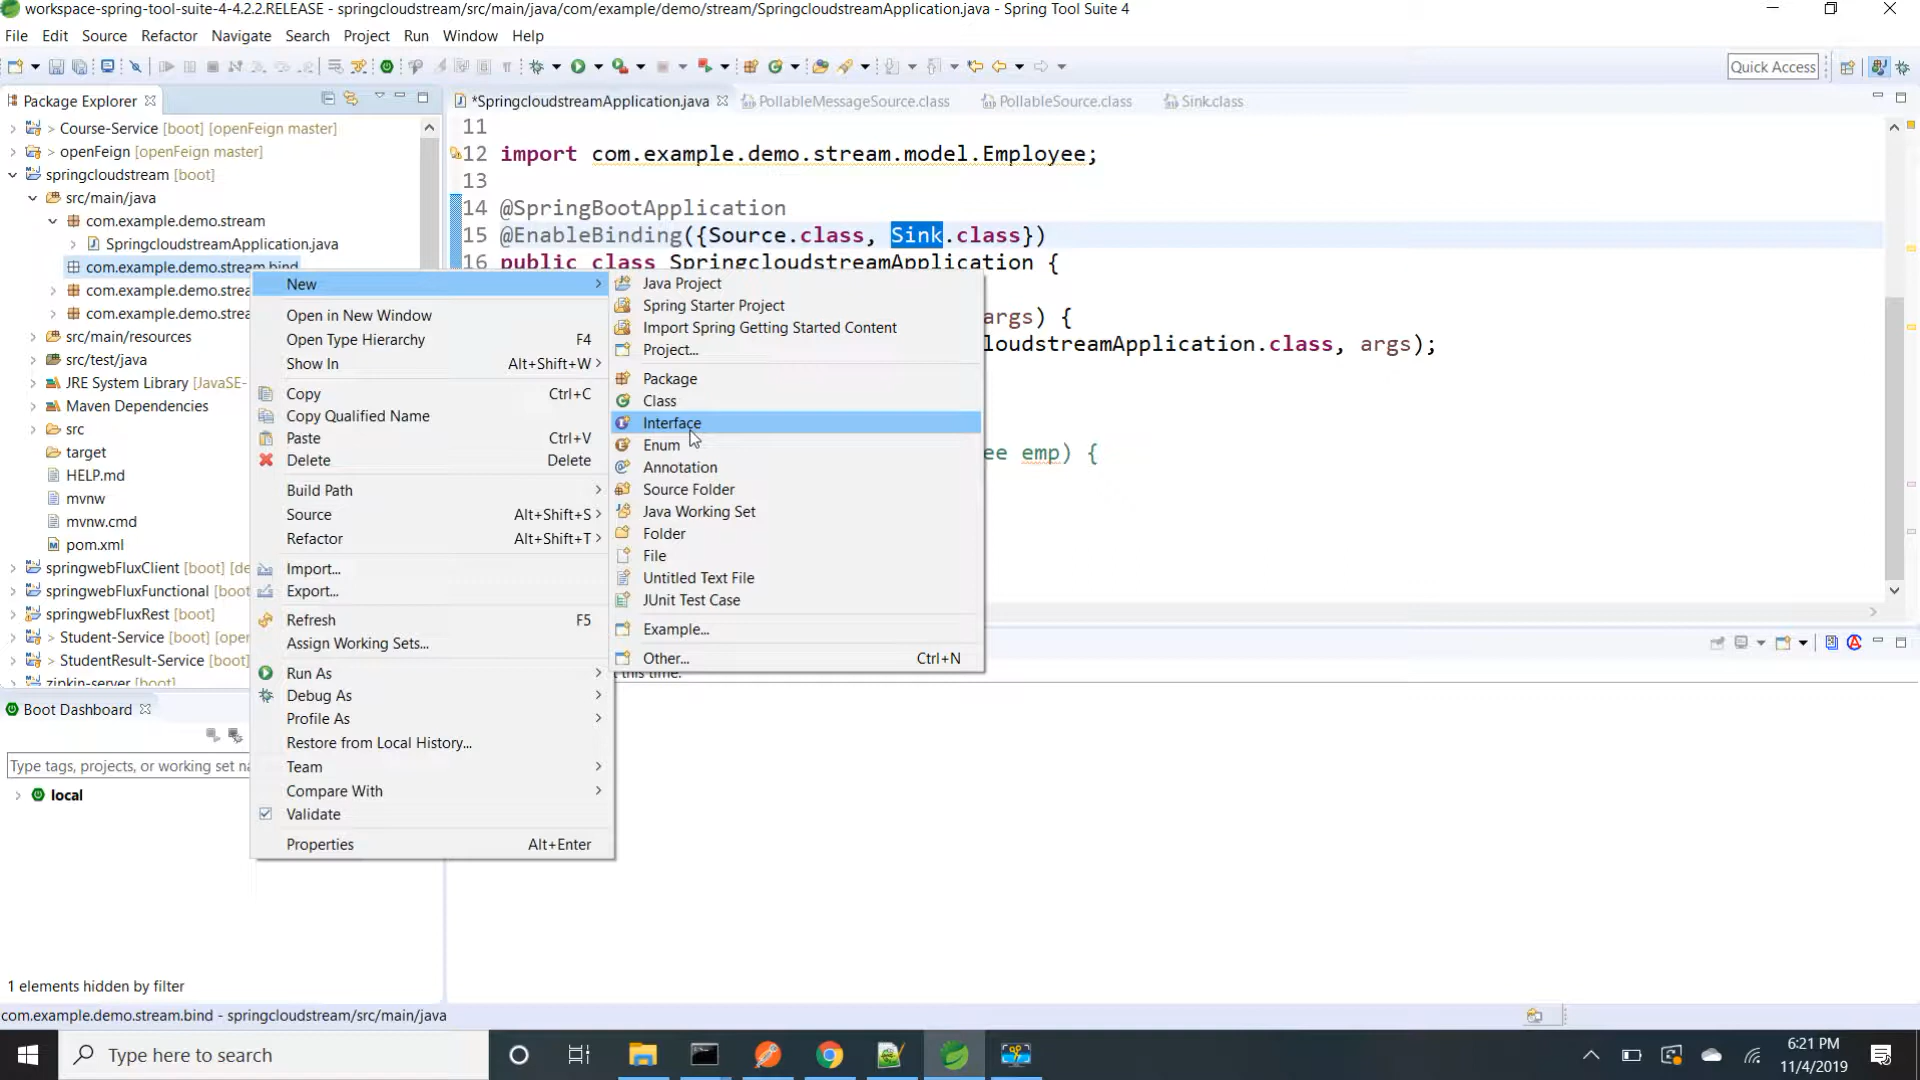 workspace-spring-tool-suite-4-4.2.2.RELEASE - springcloudstream/src/main/java/com/example/demo/stream/SpringcloudstreamApplication.java - Spring Tool Suite 4
File Edit Source Refactor Navigate Search Project Run Window Help
Quick Access
Package Explorer
*SpringcloudstreamApplication.java
PollableMessageSource.class
PollableSource.class
Sink.class
> Course-Service [boot] [openFeign master]
> openFeign [openFeign master]
springcloudstream [boot]
src/main/java
com.example.demo.stream
SpringcloudstreamApplication.java
com.example.demo.stream.bind
com.example.demo.strea
com.example.demo.strea
src/main/resources
src/test/java
JRE System Library [JavaSE-
Maven Dependencies
src
target
HELP.md
mvnw
mvnw.cmd
pom.xml
springwebFluxClient [boot] [de
springwebFluxFunctional [boot]
springwebFluxRest [boot]
> Student-Service [boot] [open
> StudentResult-Service [boot]
zipkin-server
11
12 import com.example.demo.stream.model.Employee;
13
14 @SpringBootApplication
15 @EnableBinding({Source.class, Sink.class})
16 public class SpringcloudstreamApplication {
args) {
loudstreamApplication.class, args);
ee emp) {
New
Open in New Window
Open Type Hierarchy F4
Show In Alt+Shift+W
Copy Ctrl+C
Copy Qualified Name
Paste Ctrl+V
Delete Delete
Build Path
Source Alt+Shift+S
Refactor Alt+Shift+T
Import...
Export...
Refresh F5
Assign Working Sets...
Run As
Debug As
Profile As
Restore from Local History...
Team
Compare With
Validate
Properties Alt+Enter
Java Project
Spring Starter Project
Import Spring Getting Started Content
Project...
Package
Class
Interface
Enum
Annotation
Source Folder
Java Working Set
Folder
File
Untitled Text File
JUnit Test Case
Example...
Other... Ctrl+N
this time.
Boot Dashboard
Type tags, projects, or working set na
local
1 elements hidden by filter
com.example.demo.stream.bind - springcloudstream/src/main/java
Type here to search
6:21 PM
11/4/2019